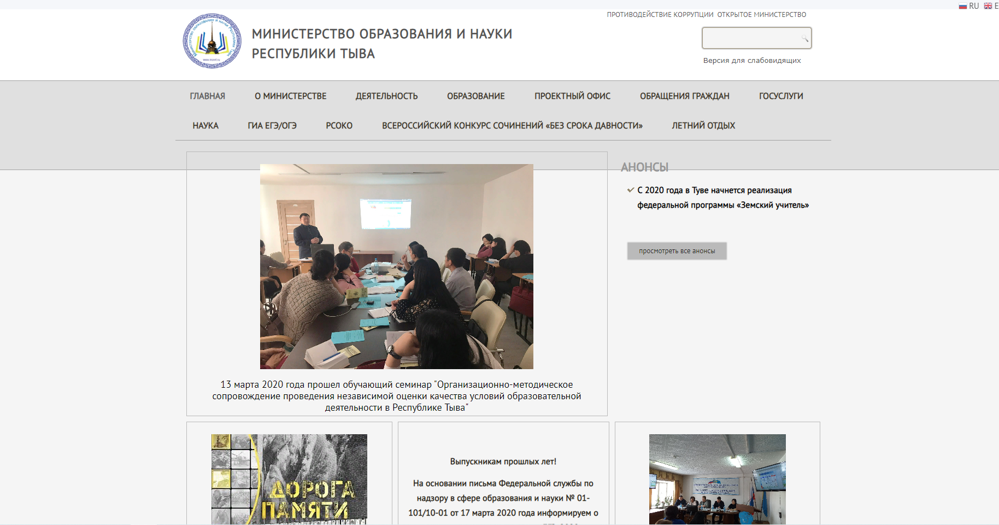 RU
E
ПРОТИВОДЕЙСТВИЕ КОРРУПЦИИ ОТКРЫТОЕ МИНИСТЕРСТВО
МИНИСТЕРСТВО ОБРАЗОВАНИЯ И НАУКИ
РЕСПУБЛИКИ ТЫВА
Версия для слабовидящих
ГЛАВНАЯ О МИНИСТЕРСТВЕ ДЕЯТЕЛЬНОСТЬ ОБРАЗОВАНИЕ ПРОЕКТНЫЙ ОФИС ОБРАЩЕНИЯ ГРАЖДАН ГОСУСЛУГИ
НАУКА ГИА ЕГЭ/ОГЭ РСОКО ВСЕРОССИЙСКИЙ КОНКУРС СОЧИНЕНИЙ «БЕЗ СРОКА ДАВНОСТИ» ЛЕТНИЙ ОТДЫХ
АНОНСЫ
С 2020 года в Туве начнется реализация
федеральной программы «Земский учитель»
просмотреть все анонсы
13 марта 2020 года прошел обучающий семинар "Организационно-методическое
сопровождение проведения независимой оценки качества условий образовательной
деятельности в Республике Тыва"
ДОРОГА
ПАМЯТИ
Выпускникам прошлых лет!
На основании письма Федеральной службы по
надзору в сфере образования и науки № 01-
101/10-01 от 17 марта 2020 года информируем о